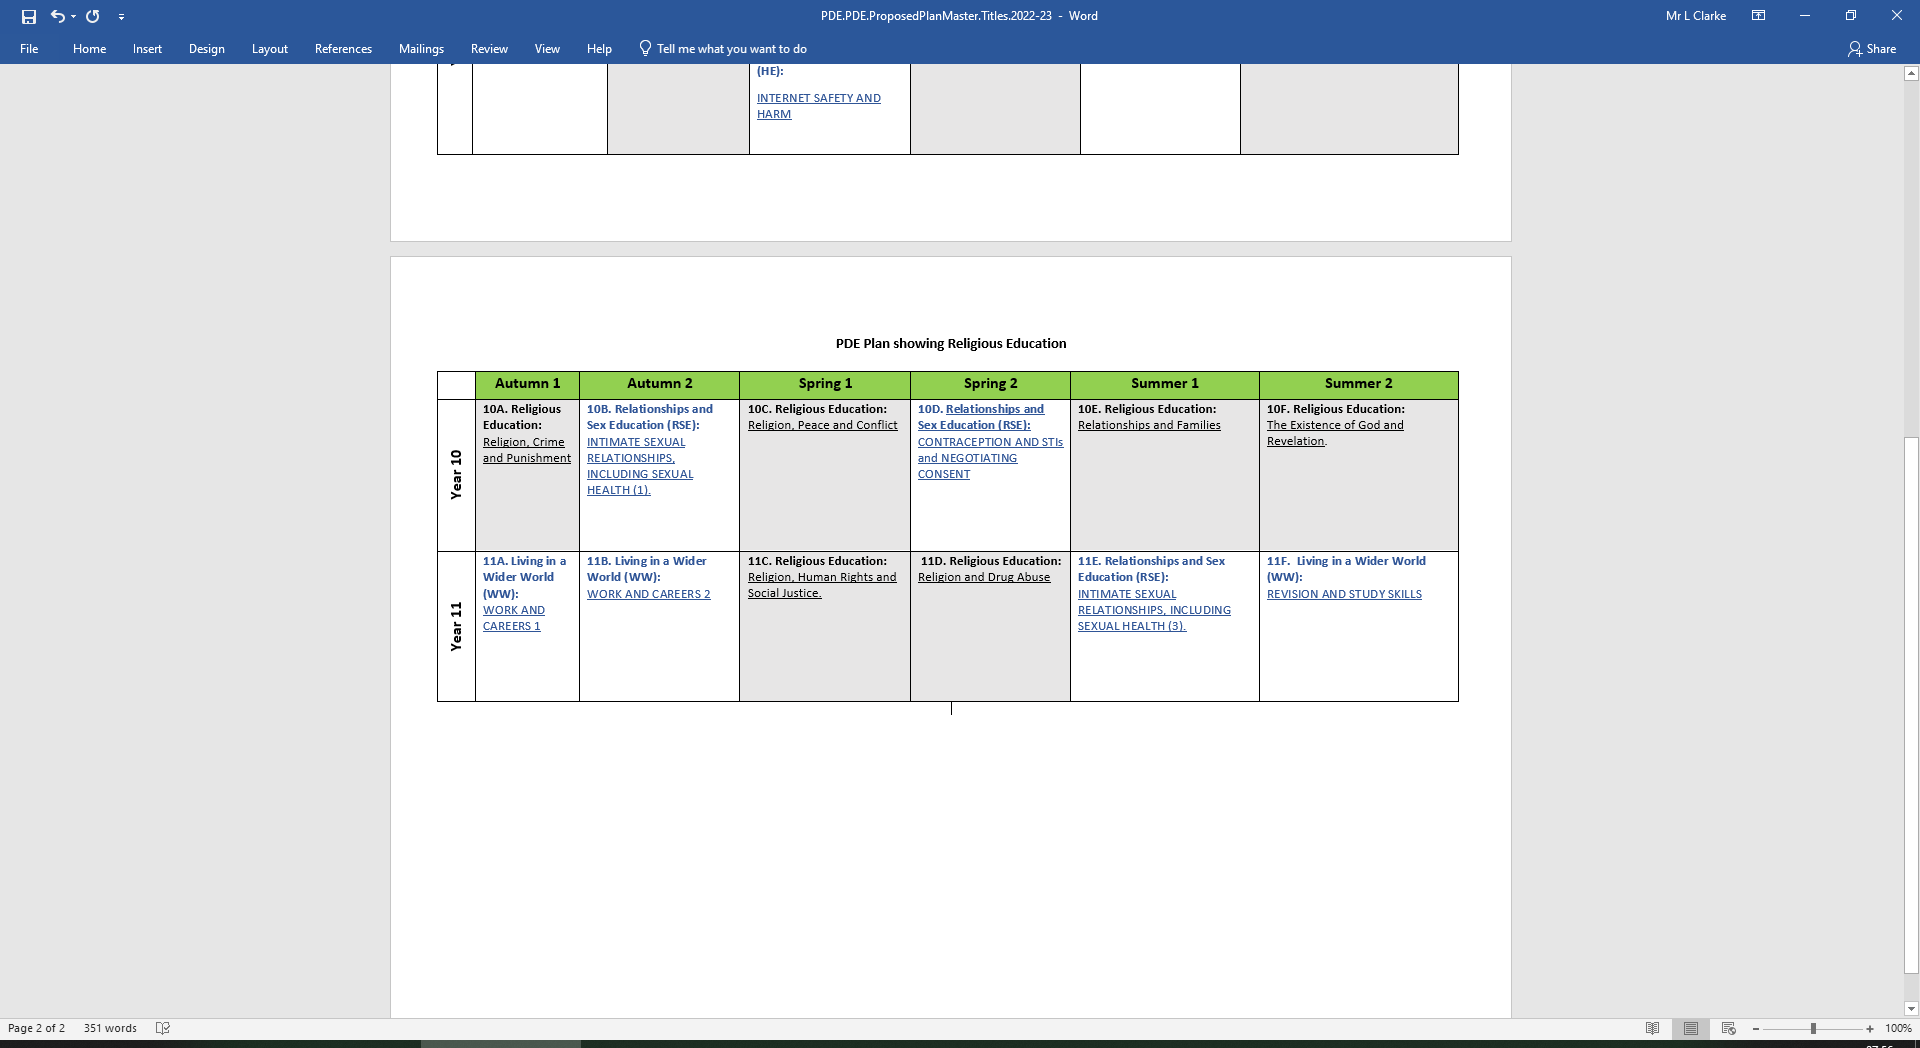 PDE.PDE.ProposedPlanMaster.Titles.2022-23 - Word
Mr L Clarke
File Home Insert Design Layout References Mailings Review View Help Tell me what you want to do Share
(HE):
INTERNET SAFETY AND
HARM
PDE Plan showing Religious Education
Autumn 1
Autumn 2
Spring 1
Spring 2
Summer 1
Summer 2
Year 10
10A. Religious
Education:
Religion, Crime
and Punishment
10B. Relationships and
Sex Education (RSE):
INTIMATE SEXUAL
RELATIONSHIPS,
INCLUDING SEXUAL
HEALTH (1).
10C. Religious Education:
Religion, Peace and Conflict
10D. Relationships and
Sex Education (RSE):
CONTRACEPTION AND STIs
and NEGOTIATING
CONSENT
10E. Religious Education:
Relationships and Families
10F. Religious Education:
The Existence of God and
Revelation.
Year 11
11A. Living in a
Wider World
(WW):
WORK AND
CAREERS 1
11B. Living in a Wider
World (WW):
WORK AND CAREERS 2
11C. Religious Education:
Religion, Human Rights and
Social Justice.
11D. Religious Education:
Religion and Drug Abuse
11E. Relationships and Sex
Education (RSE):
INTIMATE SEXUAL
RELATIONSHIPS, INCLUDING
SEXUAL HEALTH (3).
11F. Living in a Wider World
(WW):
REVISION AND STUDY SKILLS
Page 2 of 2 351 words
100%